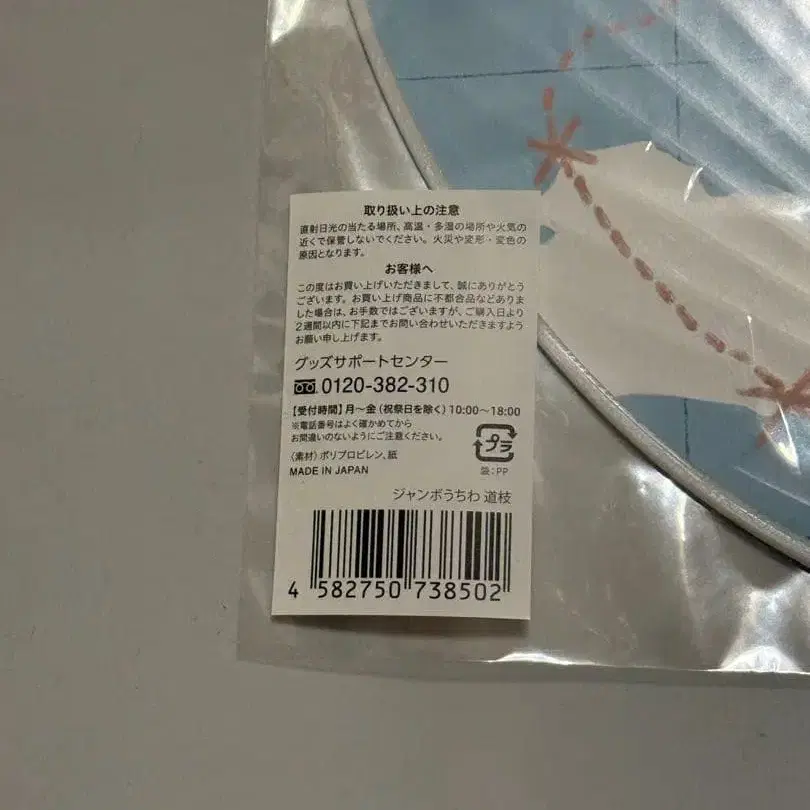 取り扱い上の注意
直射日光の当たる場所、高温・多湿の場所や火気の
近くで保管しないでください。火災や変形・変色の
原因となります。
お客様へ
この度はお買い上げいただきまして、誠にありがとう
ございます。お買い上げ商品に不都合品などありま
した場合は、お手数ではございますが、ご購入日より
2週間以内に下記までお問い合わせいただきますよう
お願い申し上げます。
グッズサポートセンター
0120-382-310
【受付時間】月〜金（祝祭日を除く）10:00〜18:00
※電話番号はよく確かめてから
お間違いのないようにご注意ください。
〈素材〉ポリプロピレン、紙
MADE IN JAPAN
プラ
袋:PP
ジャンボうちわ 道枝
4 582750 738502